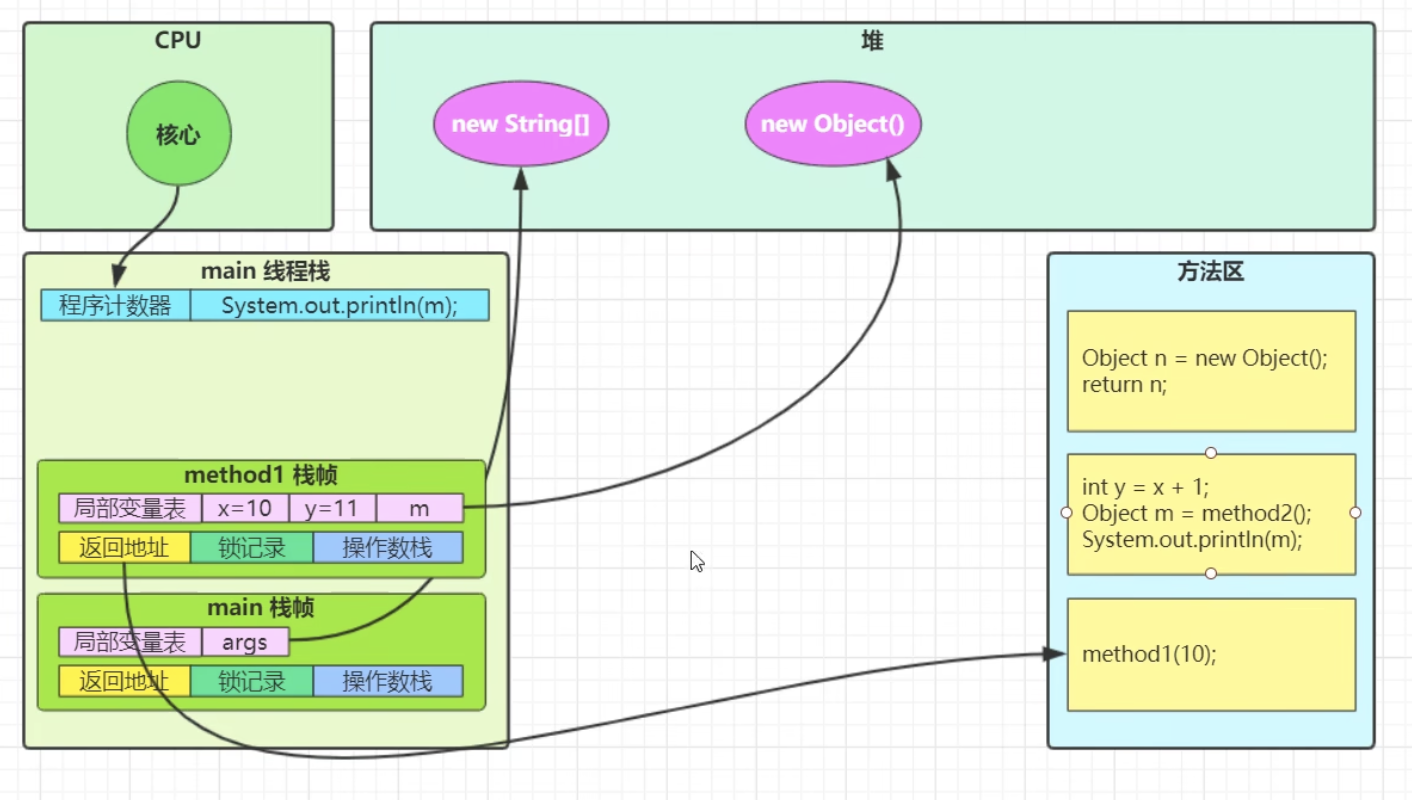 CPU
核心
堆
new String[]
new Object()
main 线程栈
程序计数器
System.out.println(m);
method1 栈帧
局部变量表
x=10
y=11
m
返回地址
锁记录
操作数栈
main 栈帧
局部变量表
args
返回地址
锁记录
操作数栈
方法区
Object n = new Object();
return n;
int y = x + 1;
Object m = method2();
System.out.println(m);
method1(10);